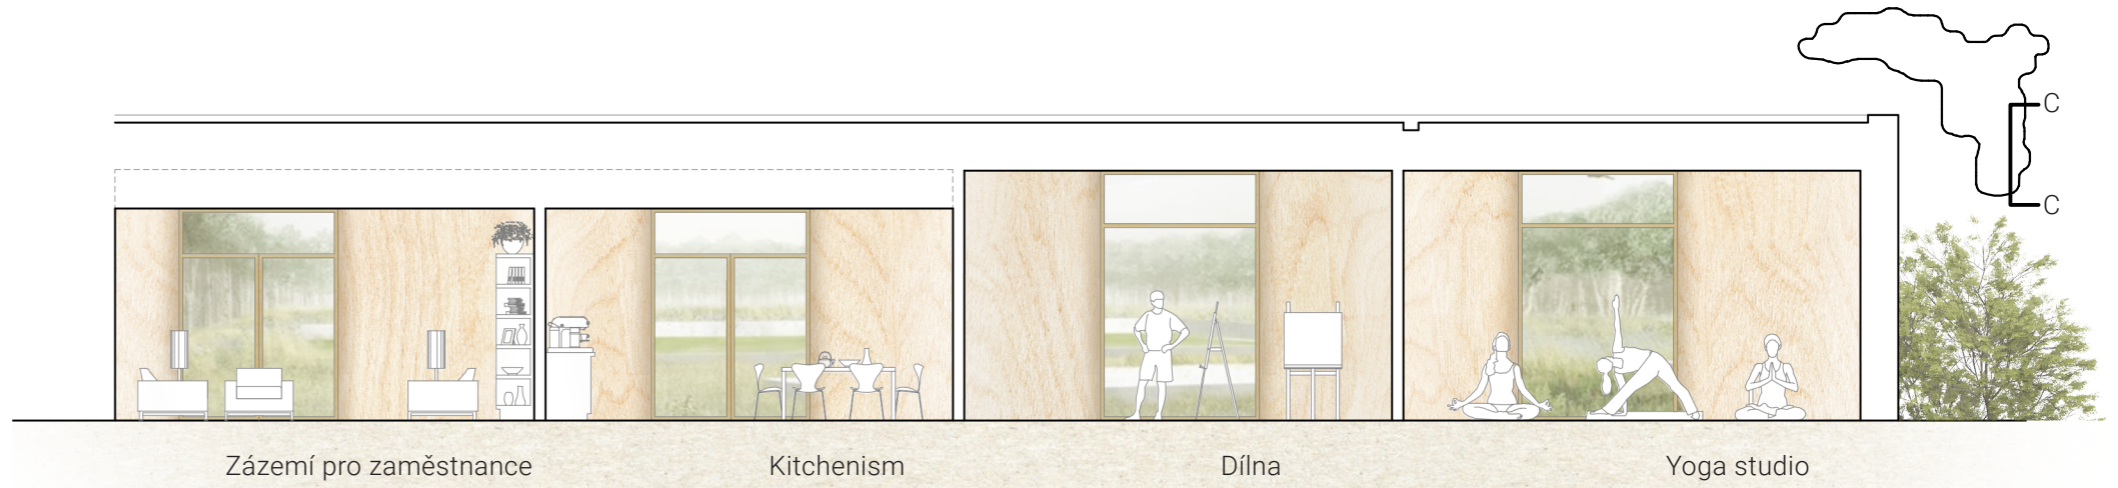 C
C
Zázemí pro zaměstnance
Kitchenism
Dílna
Yoga studio